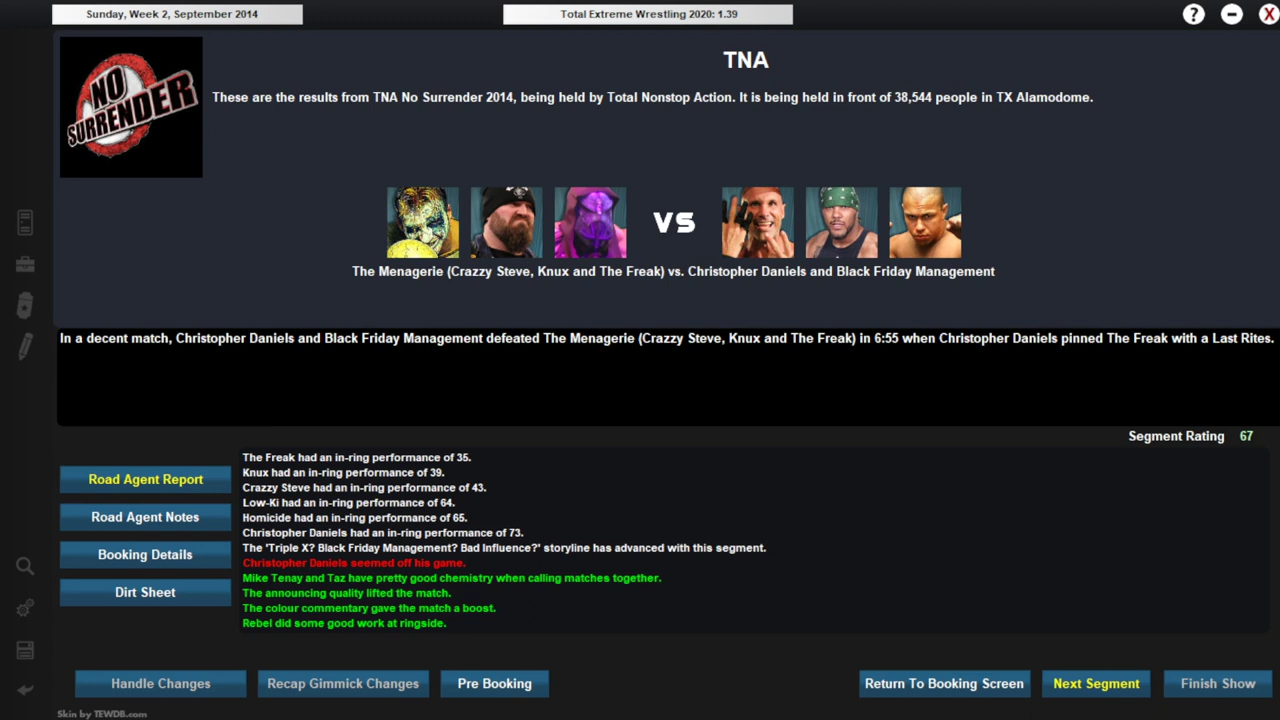 Sunday, Week 2, September 2014
Total Extreme Wrestling 2020: 1.39
?
X
NO
SURRENDER
TNA
These are the results from TNA No Surrender 2014, being held by Total Nonstop Action. It is being held in front of 38,544 people in TX Alamodome.
VS
The Menagerie (Crazzy Steve, Knux and The Freak) vs. Christopher Daniels and Black Friday Management
In a decent match, Christopher Daniels and Black Friday Management defeated The Menagerie (Crazzy Steve, Knux and The Freak) in 6:55 when Christopher Daniels pinned The Freak with a Last Rites.
Segment Rating 67
Road Agent Report
Road Agent Notes
Booking Details
Dirt Sheet
The Freak had an in-ring performance of 35.
Knux had an in-ring performance of 39.
Crazzy Steve had an in-ring performance of 43.
Low-Ki had an in-ring performance of 64.
Homicide had an in-ring performance of 65.
Christopher Daniels had an in-ring performance of 73.
The 'Triple X? Black Friday Management? Bad Influence?' storyline has advanced with this segment.
Christopher Daniels seemed off his game.
Mike Tenay and Taz have pretty good chemistry when calling matches together.
The announcing quality lifted the match.
The colour commentary gave the match a boost.
Rebel did some good work at ringside.
Handle Changes
Recap Gimmick Changes
Pre Booking
Return To Booking Screen
Next Segment
Finish Show
Skin by TEWDB.com